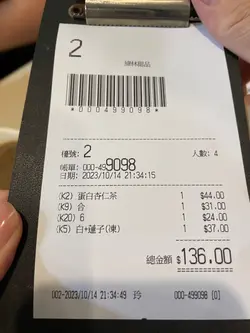 2
*000499098*
檯號: 2
人數: 4
帳單: 000-499098
日期: 2023/10/14 21:34:15
(K2) 蛋白杏仁茶 1 $44.00
(K9) 合 1 $31.00
(K20) 6 1 $24.00
(K5) 白+蓮子(凍) 1 $37.00
總金額 $136.00
003-2023/10/14 21:34:49 玲 000-499098 [0]